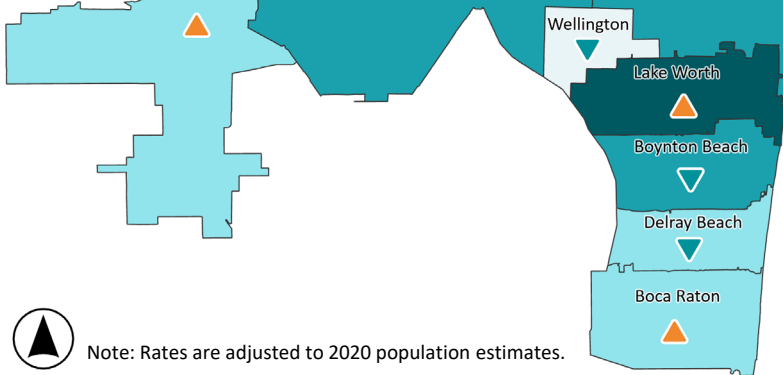 Wellington
Lake Worth
Boynton Beach
Delray Beach
Boca Raton
Note: Rates are adjusted to 2020 population estimates.